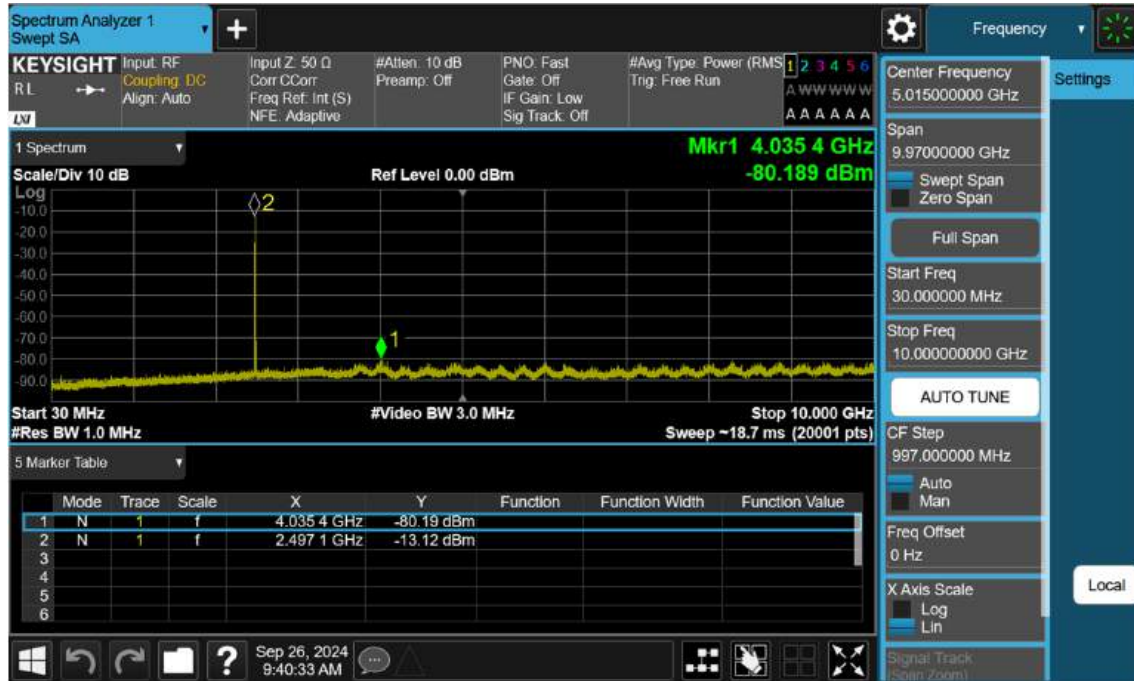 Spectrum Analyzer 1
Swept SA
Frequency
KEYSIGHT
RL
LXI
Input: RF
Coupling: DC
Align: Auto
Input Z: 50 Ω
Corr CCorr
Freq Ref: Int (S)
NFE: Adaptive
#Atten: 10 dB
Preamp: Off
PNO: Fast
Gate: Off
IF Gain: Low
Sig Track: Off
#Avg Type: Power (RMS
Trig: Free Run
1 2 3 4 5 6
A W W W W W
A A A A A A
1 Spectrum
Mkr1 4.035 4 GHz
-80.189 dBm
Scale/Div 10 dB
Ref Level 0.00 dBm
Log
-10.0
-20.0
-30.0
-40.0
-50.0
-60.0
-70.0
-80.0
-90.0
2
1
Start 30 MHz
#Video BW 3.0 MHz
Stop 10.000 GHz
#Res BW 1.0 MHz
Sweep ~18.7 ms (20001 pts)
5 Marker Table
Mode Trace Scale X Y Function Function Width Function Value
1 N 1 f 4.035 4 GHz -80.19 dBm
2 N 1 f 2.497 1 GHz -13.12 dBm
3
4
5
6
Sep 26, 2024
9:40:33 AM
Center Frequency
5.015000000 GHz
Settings
Span
9.97000000 GHz
Swept Span
Zero Span
Full Span
Start Freq
30.000000 MHz
Stop Freq
10.000000000 GHz
AUTO TUNE
CF Step
997.000000 MHz
Auto
Man
Freq Offset
0 Hz
X Axis Scale
Log
Lin
Local
Signal Track
(Span Zoom)